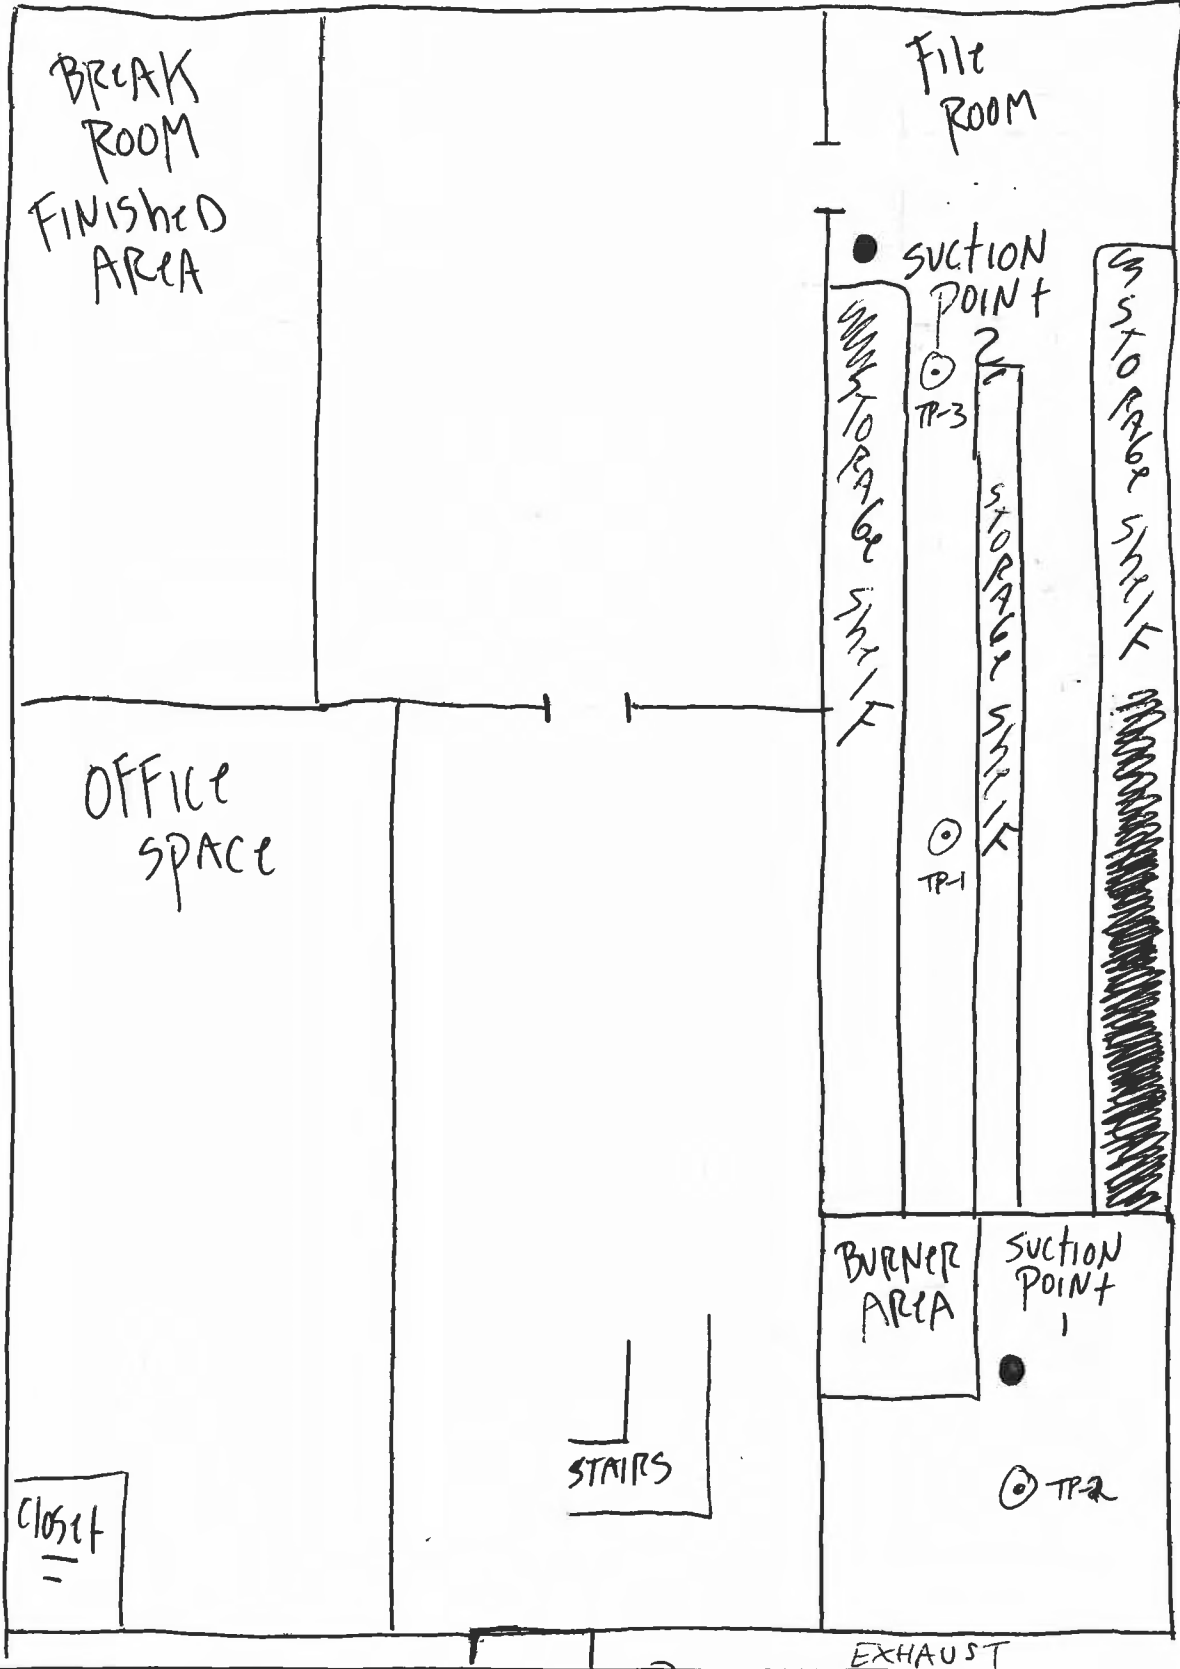 BREAK
ROOM
FINISHED
AREA
File
ROOM
SUCTION
POINT
2
TP-3
STORAGE Shelf
STORAGE Shelf
STORAGE Shelf
OFFICE
SPACE
TP-1
BURNER
AREA
SUCTION
POINT
1
STAIRS
TP-2
Closet
EXHAUST